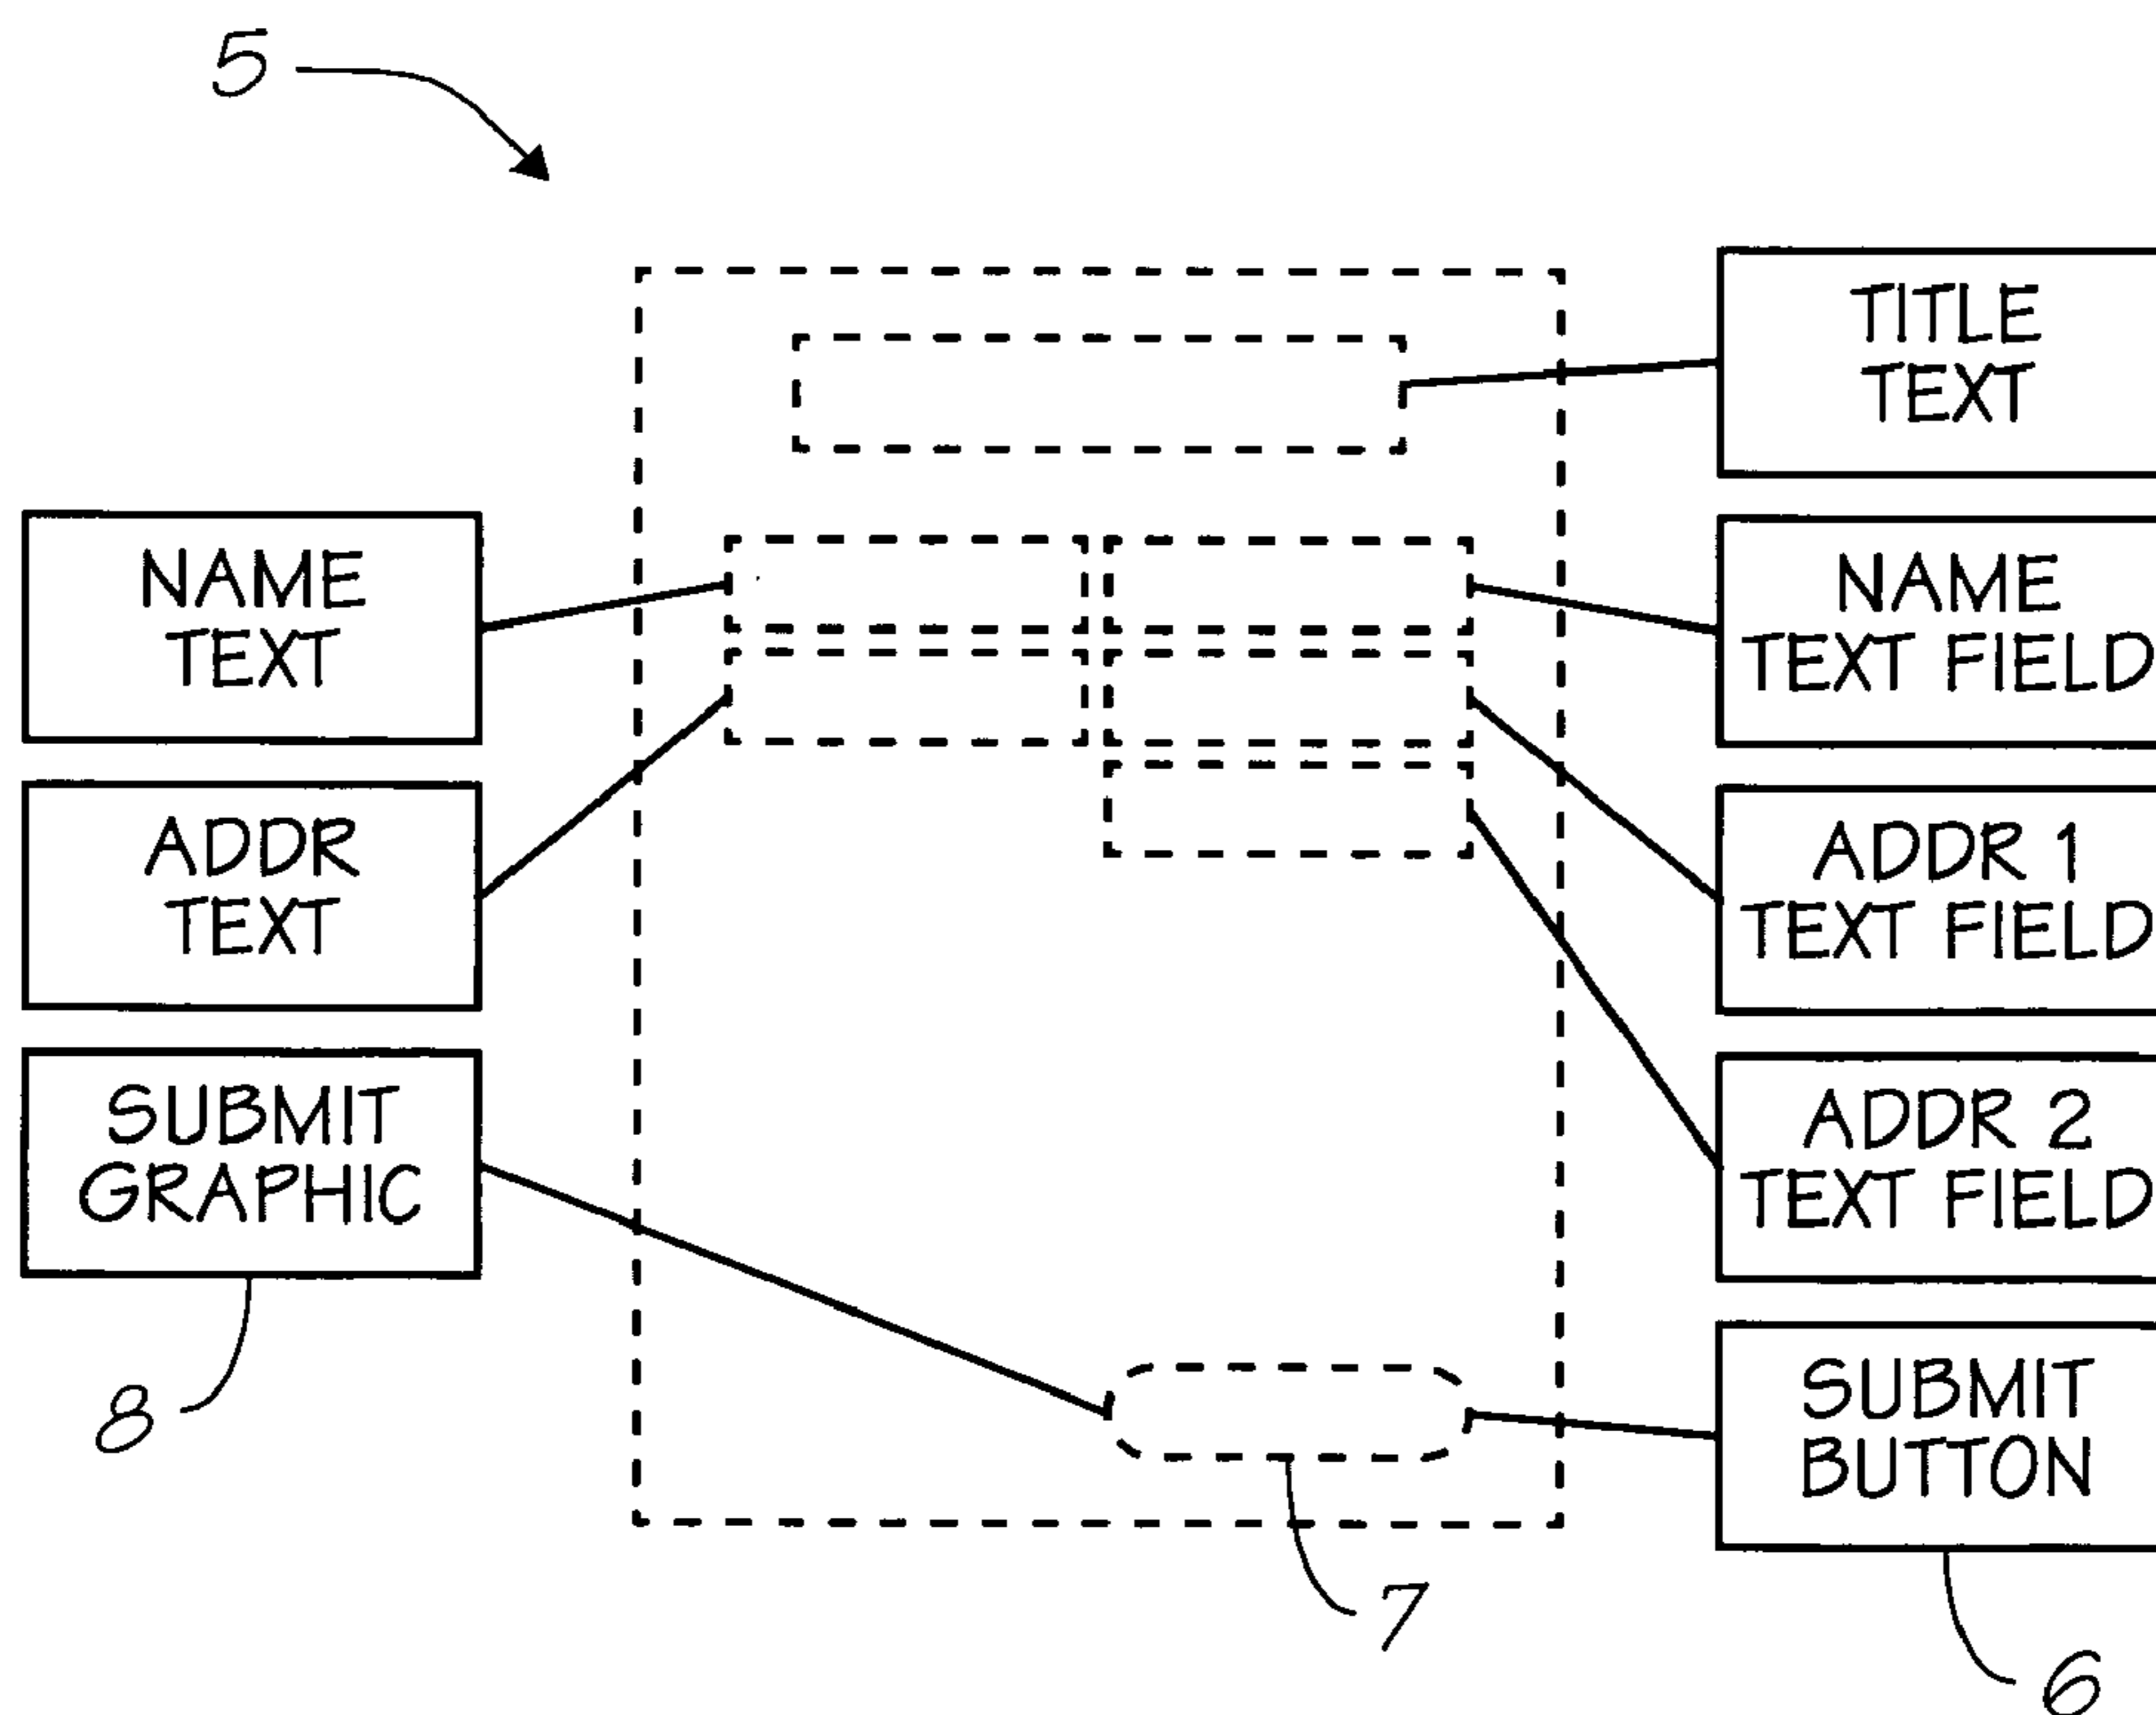 5
TITLE
TEXT
NAME
TEXT
NAME
TEXT FIELD
ADDR
TEXT
ADDR 1
TEXT FIELD
SUBMIT
GRAPHIC
ADDR 2
TEXT FIELD
8
SUBMIT
BUTTON
7
6